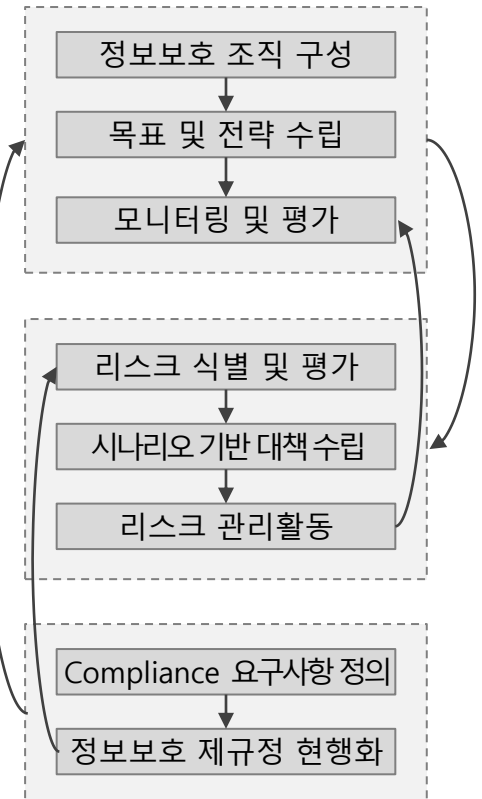 정보보호 조직 구성
목표 및 전략 수립
모니터링 및 평가
리스크 식별 및 평가
시나리오 기반 대책 수립
리스크 관리활동
Compliance 요구사항 정의
정보보호 제규정 현행화